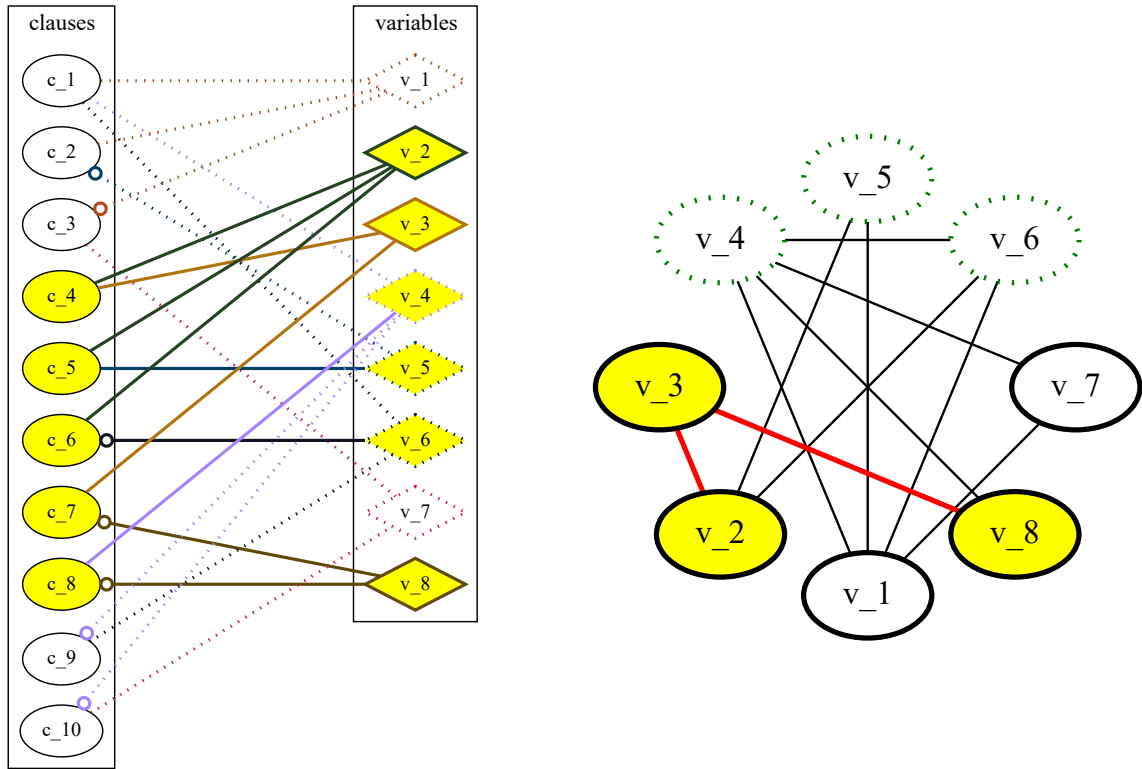 clauses
c_1
c_2
c_3
c_4
c_5
c_6
c_7
c_8
c_9
c_10
variables
v_1
v_2
v_3
v_4
v_5
v_6
v_7
v_8
v_5
v_4
v_6
v_3
v_7
v_2
v_8
v_1